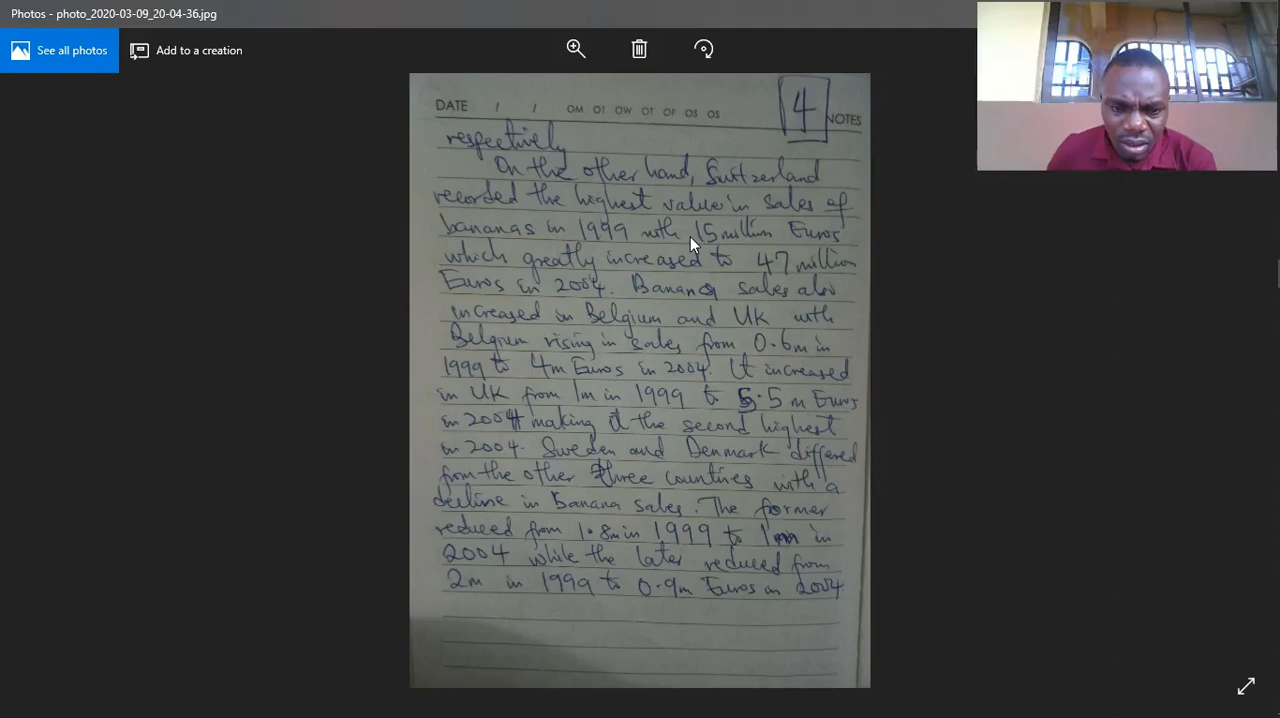 Photos - photo_2020-03-09_20-04-36.jpg
See all photos
Add to a creation
DATE / / OM OT OW OT OF OS OS
4
NOTES
respectively
On the other hand, Switzerland
recorded the highest value in sales of
bananas in 1999 with 15 million Euros
which greatly increased to 47 million
Euros in 2004. Banana sales also
increased in Belgium and UK with
Belgium rising in sales from 0.6m in
1999 to 4m Euros in 2004. It increased
in UK from 1m in 1999 to 5.5 m Euros
in 2004 making it the second highest
in 2004. Sweden and Denmark differed
from the other three countries with a
decline in banana sales. The former
reduced from 1.8m in 1999 to 1m in
2004 while the later reduced from
2m in 1999 to 0.9m Euros in 2004